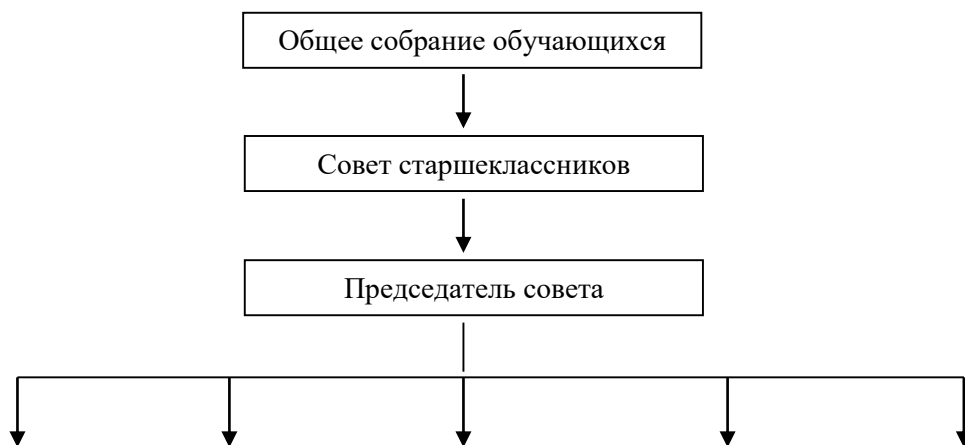 Общее собрание обучающихся
Совет старшеклассников
Председатель совета